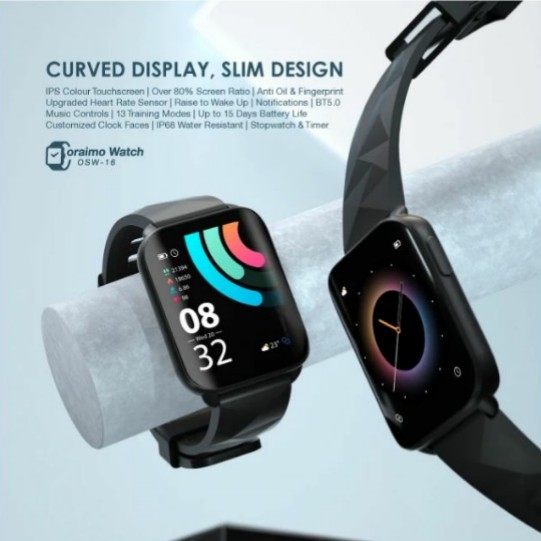 CURVED DISPLAY, SLIM DESIGN
IPS Colour Touchscreen | Over 80% Screen Ratio | Anti Oil & Fingerprint
Upgraded Heart Rate Sensor | Raise to Wake Up | Notifications | BT5.0
Music Controls | 13 Training Modes | Up to 15 Days Battery Life
Customized Clock Faces | IP68 Water Resistant | Stopwatch & Timer
oraimo Watch
OSW-16
08
32
23°